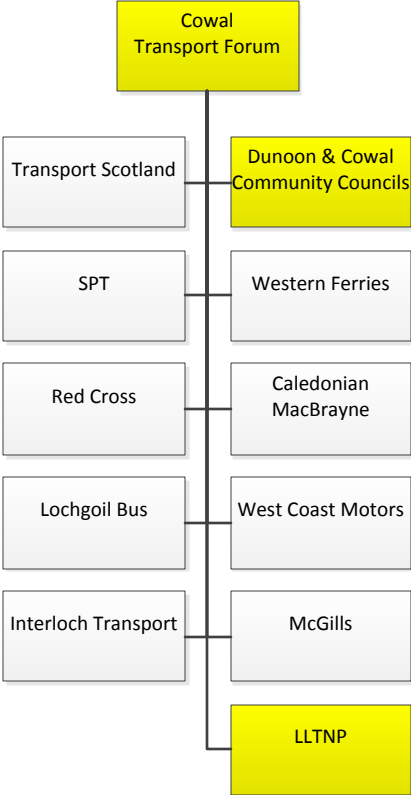 Cowal
Transport Forum
Transport Scotland
Dunoon & Cowal
Community Councils
SPT
Western Ferries
Red Cross
Caledonian
MacBrayne
Lochgoil Bus
West Coast Motors
Interloch Transport
McGills
LLTNP